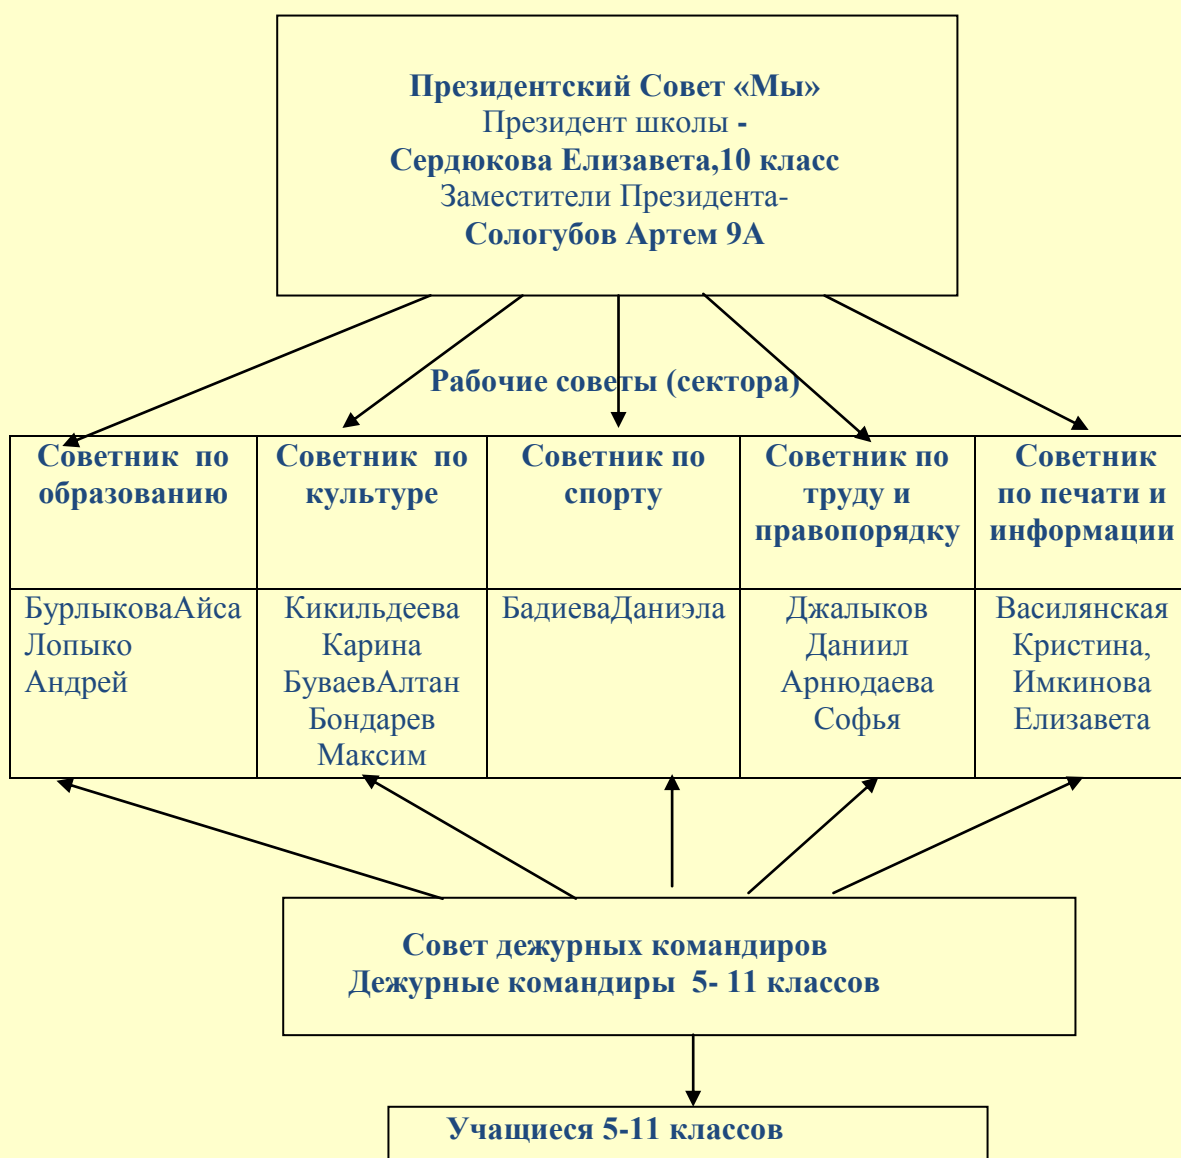 Президентский Совет «Мы»
Президент школы -
Сердюкова Елизавета,10 класс
Заместители Президента-
Сологубов Артем 9А
Рабочие советы (сектора)
Советник по
образованию
Советник по
культуре
Советник по
спорту
Советник по
труду и
правопорядку
Советник
по печати и
информации
БурлыковаАйса
Лопыко
Андрей
Кикильдеева
Карина
БуваевАлтан
Бондарев
Максим
БадиеваДаниэла
Джалыков
Даниил
Арнюдаева
Софья
Василянская
Кристина,
Имкинова
Елизавета
Совет дежурных командиров
Дежурные командиры 5- 11 классов
Учащиеся 5-11 классов